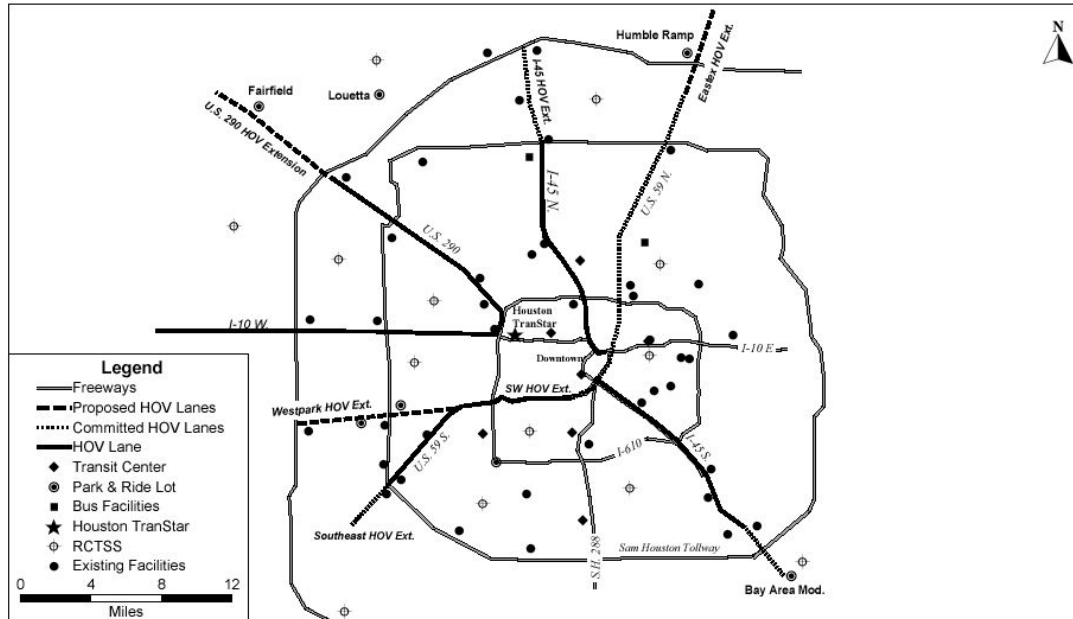 N
Humble Ramp
Eastex HOV Ext.
I-45 HOV Ext.
Fairfield
Louetta
U.S. 290 HOV Extension
I-45 N.
U.S. 59 N.
U.S. 290
I-10 W.
Houston
TranStar
Downtown
I-10 E
SW HOV Ext.
Westpark HOV Ext.
U.S. 59 S.
I-610
I-45 S.
Southeast HOV Ext.
S.H. 288
Sam Houston Tollway
Bay Area Mod.
Legend
Freeways
Proposed HOV Lanes
Committed HOV Lanes
HOV Lane
Transit Center
Park & Ride Lot
Bus Facilities
Houston TranStar
RCTSS
Existing Facilities
0 4 8 12
Miles